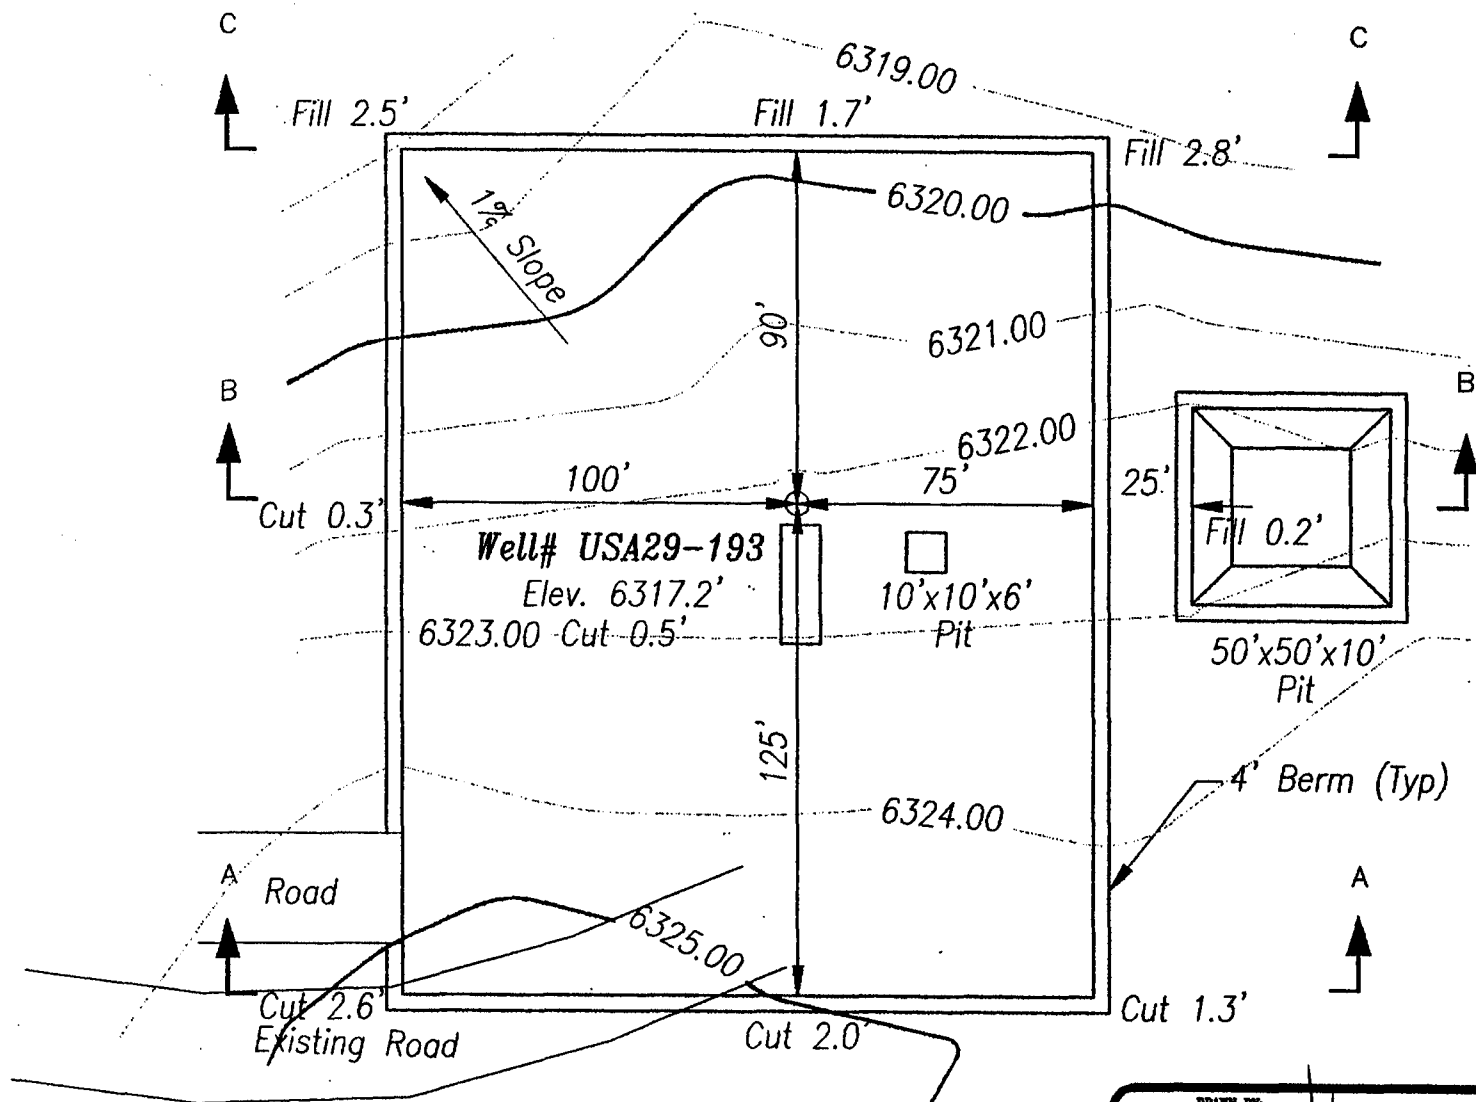 C
C
6319.00
Fill 2.5'
Fill 1.7'
Fill 2.8'
1% Slope
6320.00
90'
6321.00
B
B
6322.00
100'
75'
25'
Cut 0.3'
Fill 0.2'
Well# USA29-193
Elev. 6317.2'
10'x10'x6'
Pit
6323.00 Cut 0.5'
50'x50'x10'
Pit
125'
4' Berm (Typ)
6324.00
A
A
Road
6325.00
Cut 2.6'
Cut 1.3'
Existing Road
Cut 2.0'